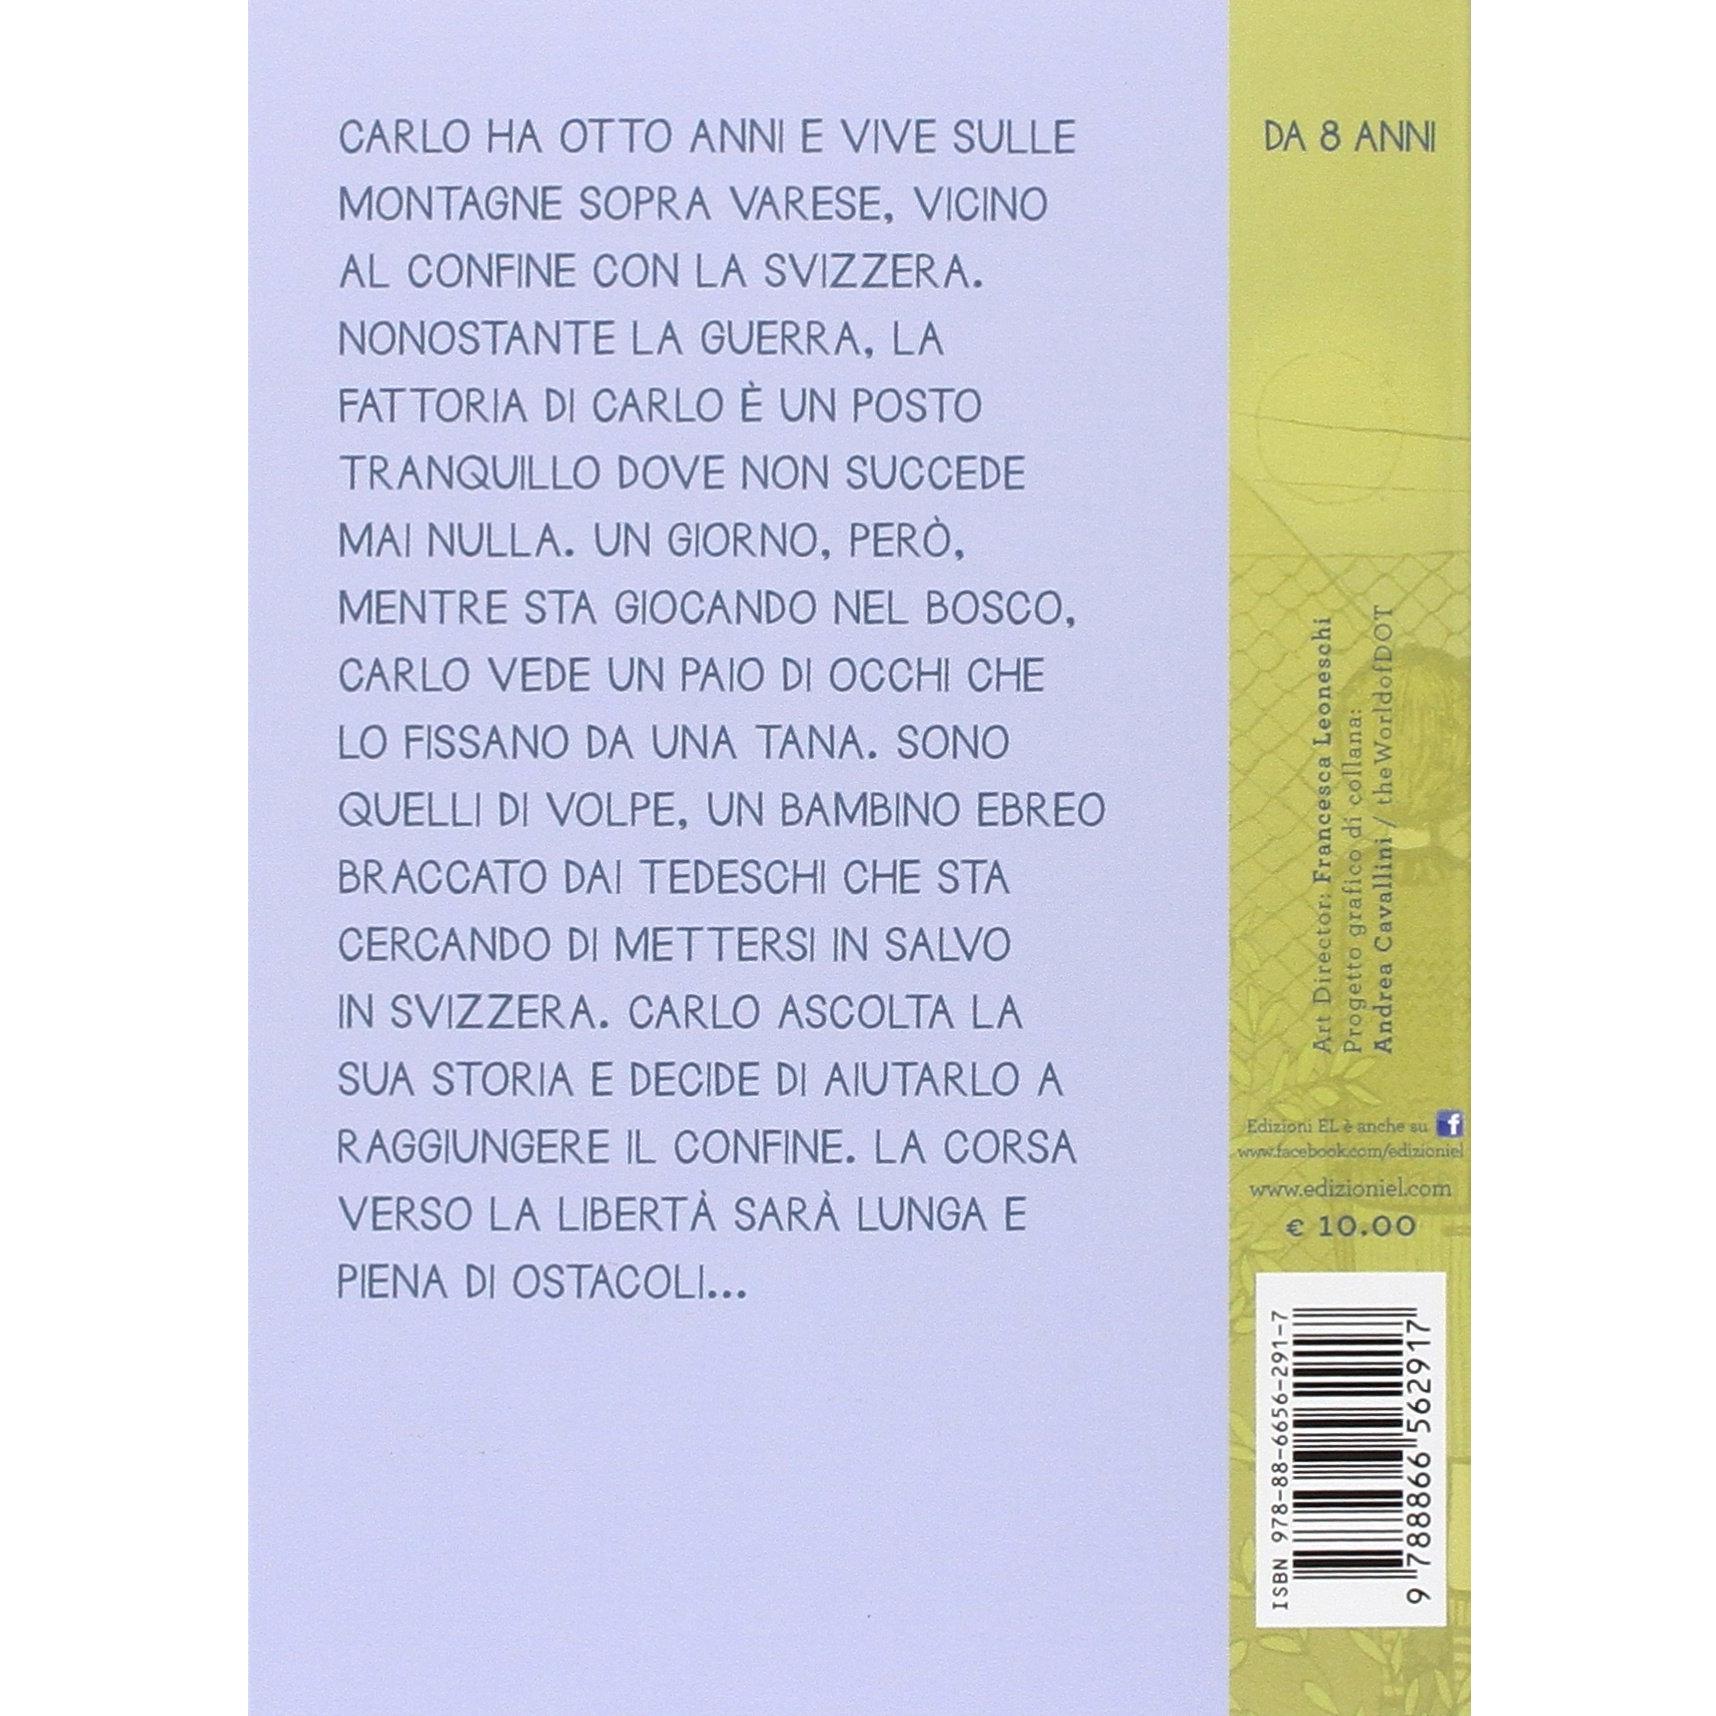 CARLO HA OTTO ANNI E VIVE SULLE
MONTAGNE SOPRA VARESE, VICINO
AL CONFINE CON LA SVIZZERA.
NONOSTANTE LA GUERRA, LA
FATTORIA DI CARLO È UN POSTO
TRANQUILLO DOVE NON SUCCEDE
MAI NULLA. UN GIORNO, PERÒ,
MENTRE STA GIOCANDO NEL BOSCO,
CARLO VEDE UN PAIO DI OCCHI CHE
LO FISSANO DA UNA TANA. SONO
QUELLI DI VOLPE, UN BAMBINO EBREO
BRACCATO DAI TEDESCHI CHE STA
CERCANDO DI METTERSI IN SALVO
IN SVIZZERA. CARLO ASCOLTA LA
SUA STORIA E DECIDE DI AIUTARLO A
RAGGIUNGERE IL CONFINE. LA CORSA
VERSO LA LIBERTÀ SARÀ LUNGA E
PIENA DI OSTACOLI...
DA 8 ANNI
Art Director: Francesca Leoneschi
Progetto grafico di collana:
Andrea Cavallini / theWorldofDOT
Edizioni EL è anche su f
www.facebook.com/edizioniel
www.edizioniel.com
€ 10.00
ISBN 978-88-6656-291-7
9 788866 562917